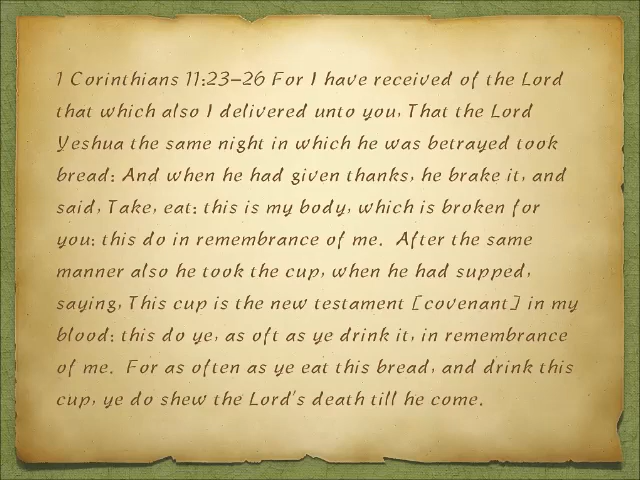 1 Corinthians 11:23-26 For I have received of the Lord
that which also I delivered unto you, That the Lord
Yeshua the same night in which he was betrayed took
bread: And when he had given thanks, he brake it, and
said, Take, eat: this is my body, which is broken for
you: this do in remembrance of me.  After the same
manner also he took the cup, when he had supped,
saying, This cup is the new testament [covenant] in my
blood: this do ye, as oft as ye drink it, in remembrance
of me.  For as often as ye eat this bread, and drink this
cup, ye do shew the Lord's death till he come.